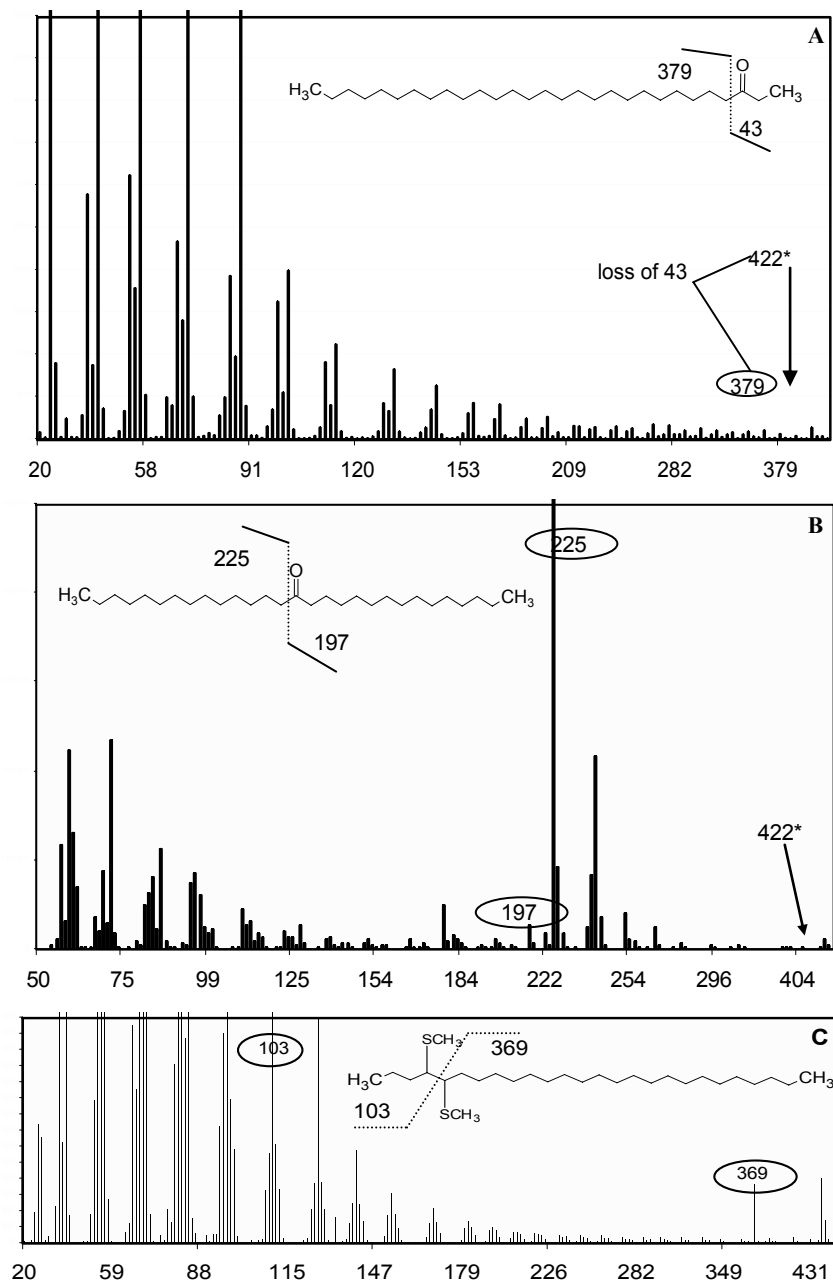 A
379
O
H₃C
CH₃
43
loss of 43
422*
379
20 58 91 120 153 209 282 379
B
225
225
O
H₃C
CH₃
197
422*
197
50 75 99 125 154 184 222 254 296 404
C
103
SCH₃
369
H₃C
CH₃
103
SCH₃
369
20 59 88 115 147 179 226 282 349 431